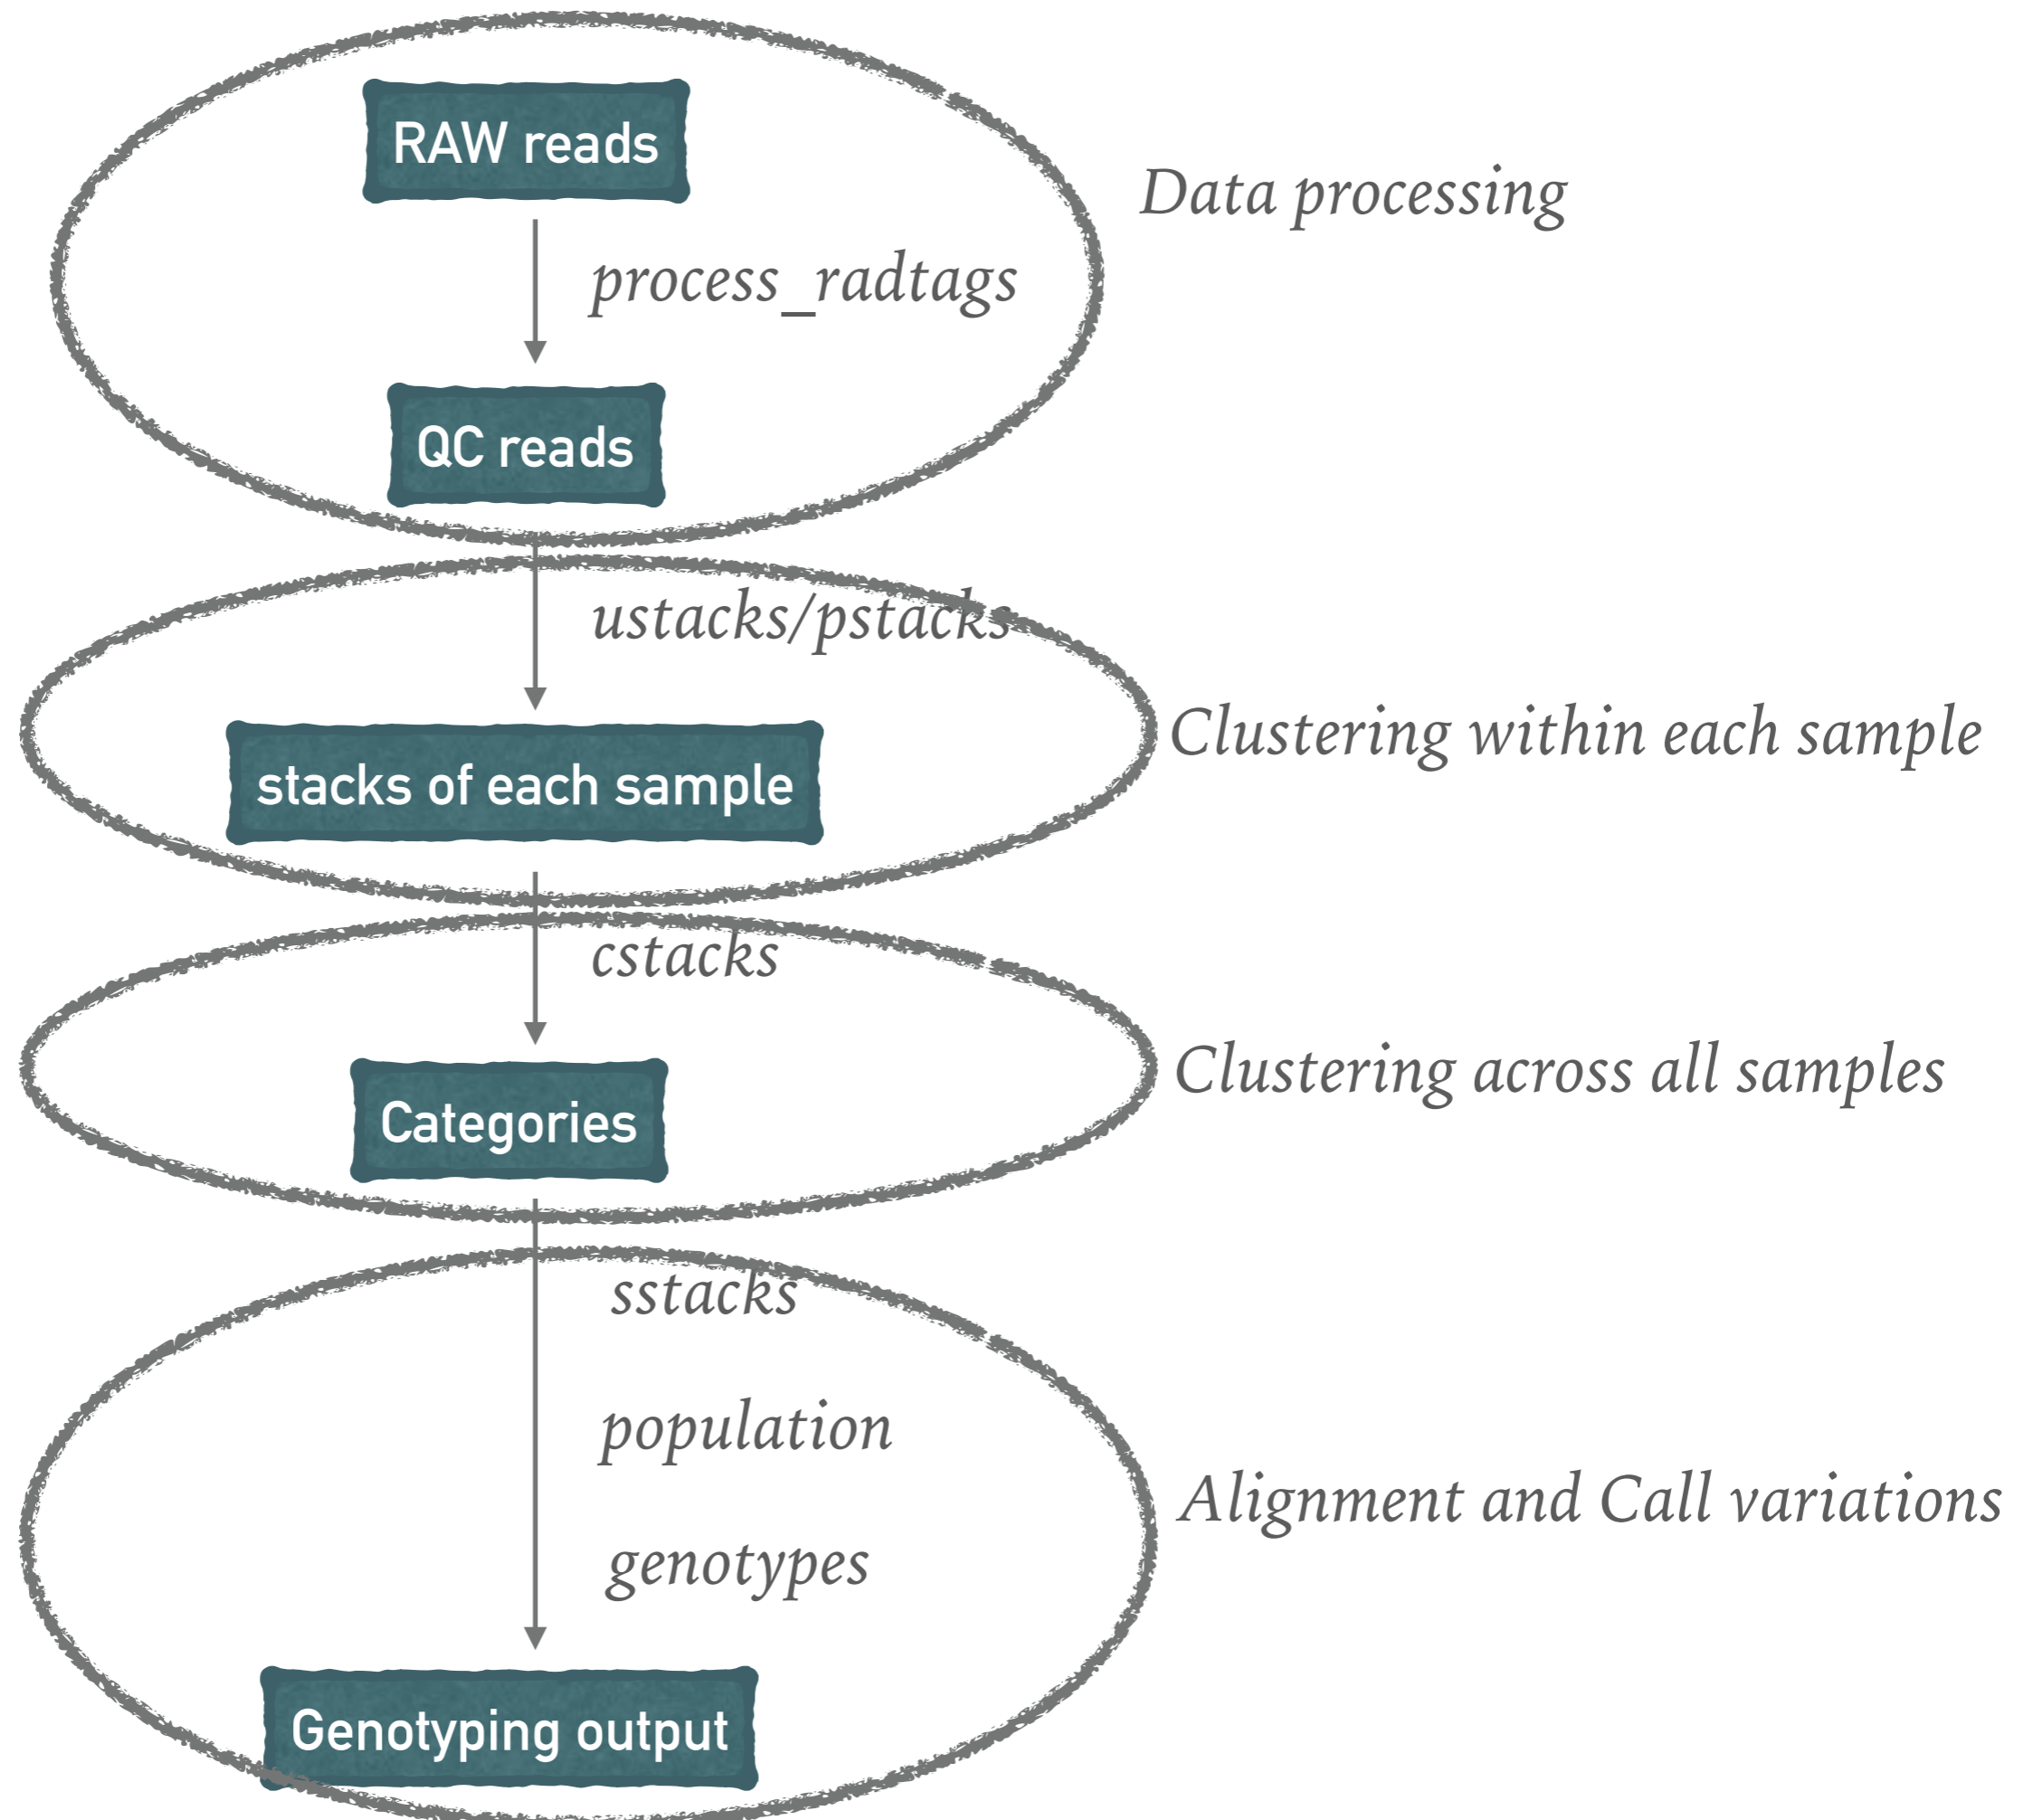 RAW reads
Data processing
process_radtags
QC reads
ustacks/pstacks
Clustering within each sample
stacks of each sample
cstacks
Clustering across all samples
Categories
sstacks
population
Alignment and Call variations
genotypes
Genotyping output